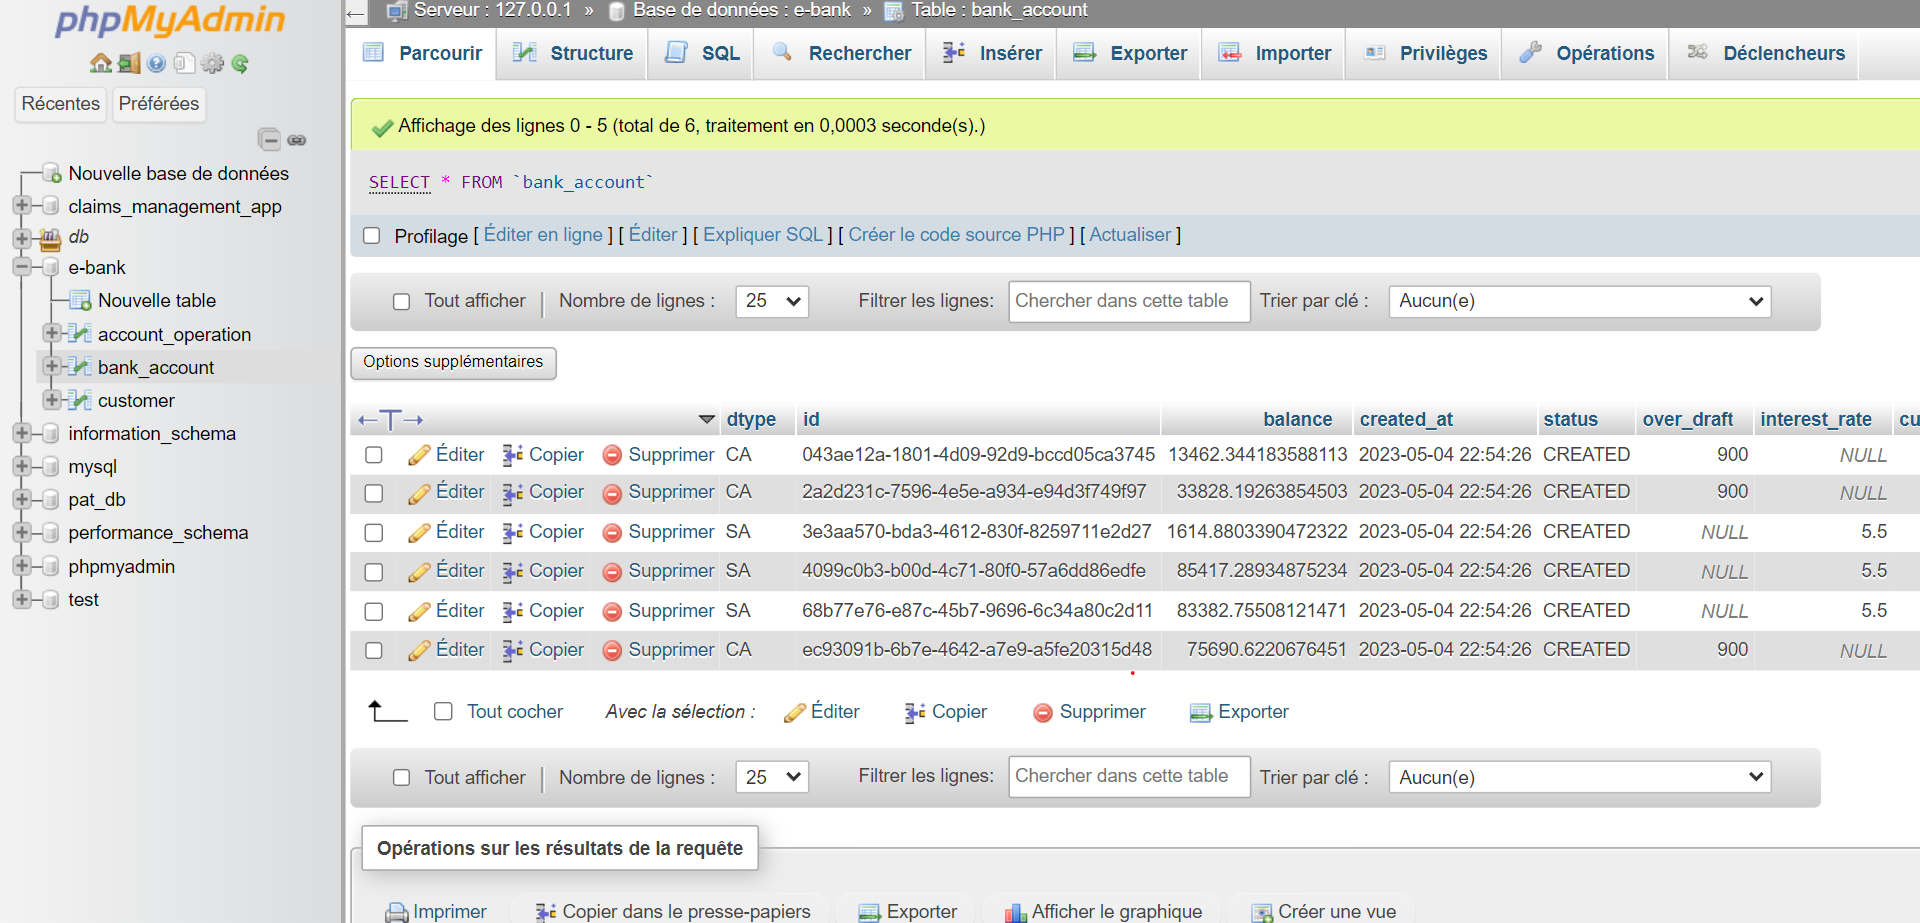 phpMyAdmin
Récentes Préférées
Nouvelle base de données
claims_management_app
db
e-bank
Nouvelle table
account_operation
bank_account
customer
information_schema
mysql
pat_db
performance_schema
phpmyadmin
test
Serveur : 127.0.0.1 » Base de données : e-bank » Table : bank_account
Parcourir Structure SQL Rechercher Insérer Exporter Importer Privilèges Opérations Déclencheurs
Affichage des lignes 0 - 5 (total de 6, traitement en 0,0003 seconde(s).)
SELECT * FROM `bank_account`
Profilage [ Éditer en ligne ] [ Éditer ] [ Expliquer SQL ] [ Créer le code source PHP ] [ Actualiser ]
Tout afficher Nombre de lignes : 25 Filtrer les lignes: Chercher dans cette table Trier par clé : Aucun(e)
Options supplémentaires
←T→ dtype id balance created_at status over_draft interest_rate cu
Éditer Copier Supprimer CA 043ae12a-1801-4d09-92d9-bccd05ca3745 13462.344183588113 2023-05-04 22:54:26 CREATED 900 NULL
Éditer Copier Supprimer CA 2a2d231c-7596-4e5e-a934-e94d3f749f97 33828.19263854503 2023-05-04 22:54:26 CREATED 900 NULL
Éditer Copier Supprimer SA 3e3aa570-bda3-4612-830f-8259711e2d27 1614.8803390472322 2023-05-04 22:54:26 CREATED NULL 5.5
Éditer Copier Supprimer SA 4099c0b3-b00d-4c71-80f0-57a6dd86edfe 85417.28934875234 2023-05-04 22:54:26 CREATED NULL 5.5
Éditer Copier Supprimer SA 68b77e76-e87c-45b7-9696-6c34a80c2d11 83382.75508121471 2023-05-04 22:54:26 CREATED NULL 5.5
Éditer Copier Supprimer CA ec93091b-6b7e-4642-a7e9-a5fe20315d48 75690.6220676451 2023-05-04 22:54:26 CREATED 900 NULL
Tout cocher Avec la sélection : Éditer Copier Supprimer Exporter
Tout afficher Nombre de lignes : 25 Filtrer les lignes: Chercher dans cette table Trier par clé : Aucun(e)
Opérations sur les résultats de la requête
Imprimer Copier dans le presse-papiers Exporter Afficher le graphique Créer une vue